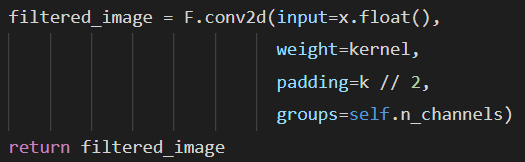 filtered_image = F.conv2d(input=x.float(),
weight=kernel,
padding=k // 2,
groups=self.n_channels)
return filtered_image